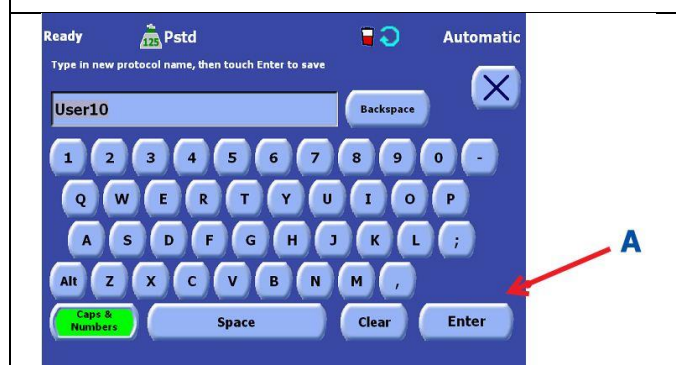 Ready 125 Pstd Automatic
Type in new protocol name, then touch Enter to save
User10 Backspace
1 2 3 4 5 6 7 8 9 0 -
Q W E R T Y U I O P
A S D F G H J K L ;
A
Alt Z X C V B N M ,
Caps & Numbers Space Clear Enter